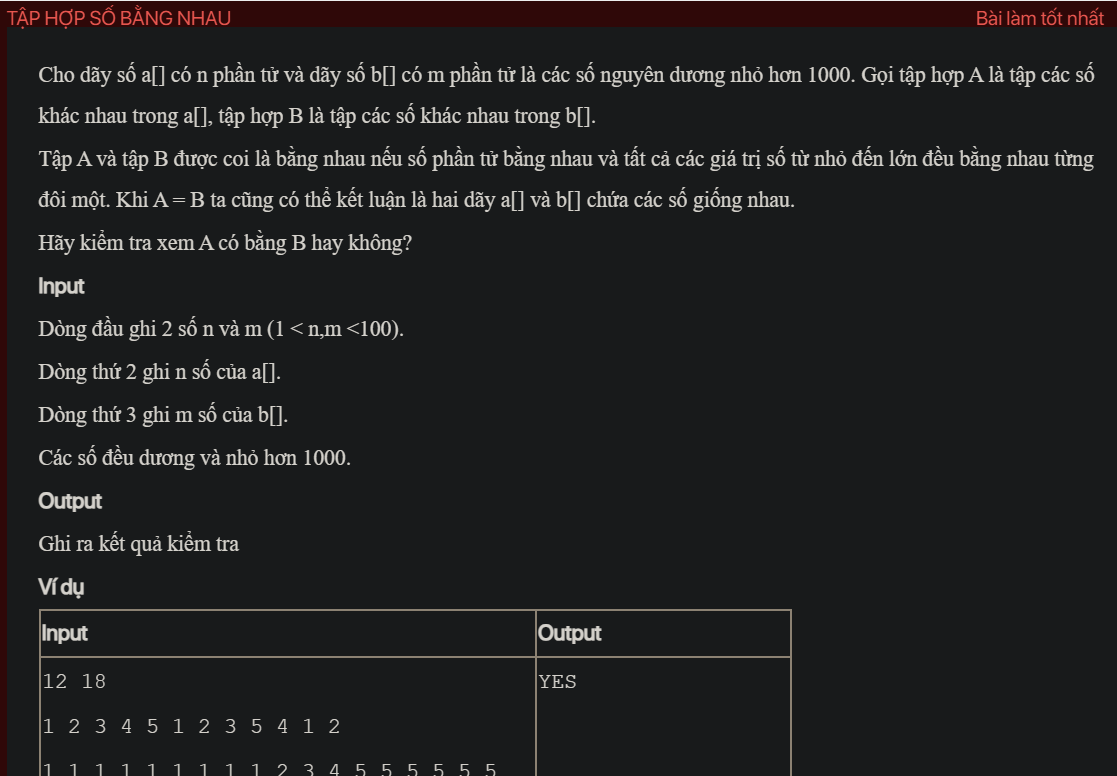 TẬP HỢP SỐ BẰNG NHAU
Bài làm tốt nhất
Cho dãy số a[] có n phần tử và dãy số b[] có m phần tử là các số nguyên dương nhỏ hơn 1000. Gọi tập hợp A là tập các số
khác nhau trong a[], tập hợp B là tập các số khác nhau trong b[].
Tập A và tập B được coi là bằng nhau nếu số phần tử bằng nhau và tất cả các giá trị số từ nhỏ đến lớn đều bằng nhau từng
đôi một. Khi A = B ta cũng có thể kết luận là hai dãy a[] và b[] chứa các số giống nhau.
Hãy kiểm tra xem A có bằng B hay không?
Input
Dòng đầu ghi 2 số n và m (1 < n,m <100).
Dòng thứ 2 ghi n số của a[].
Dòng thứ 3 ghi m số của b[].
Các số đều dương và nhỏ hơn 1000.
Output
Ghi ra kết quả kiểm tra
Ví dụ
Input
Output
12 18
YES
1 2 3 4 5 1 2 3 5 4 1 2
1 1 1 1 1 1 1 1 1 2 3 4 5 5 5 5 5 5